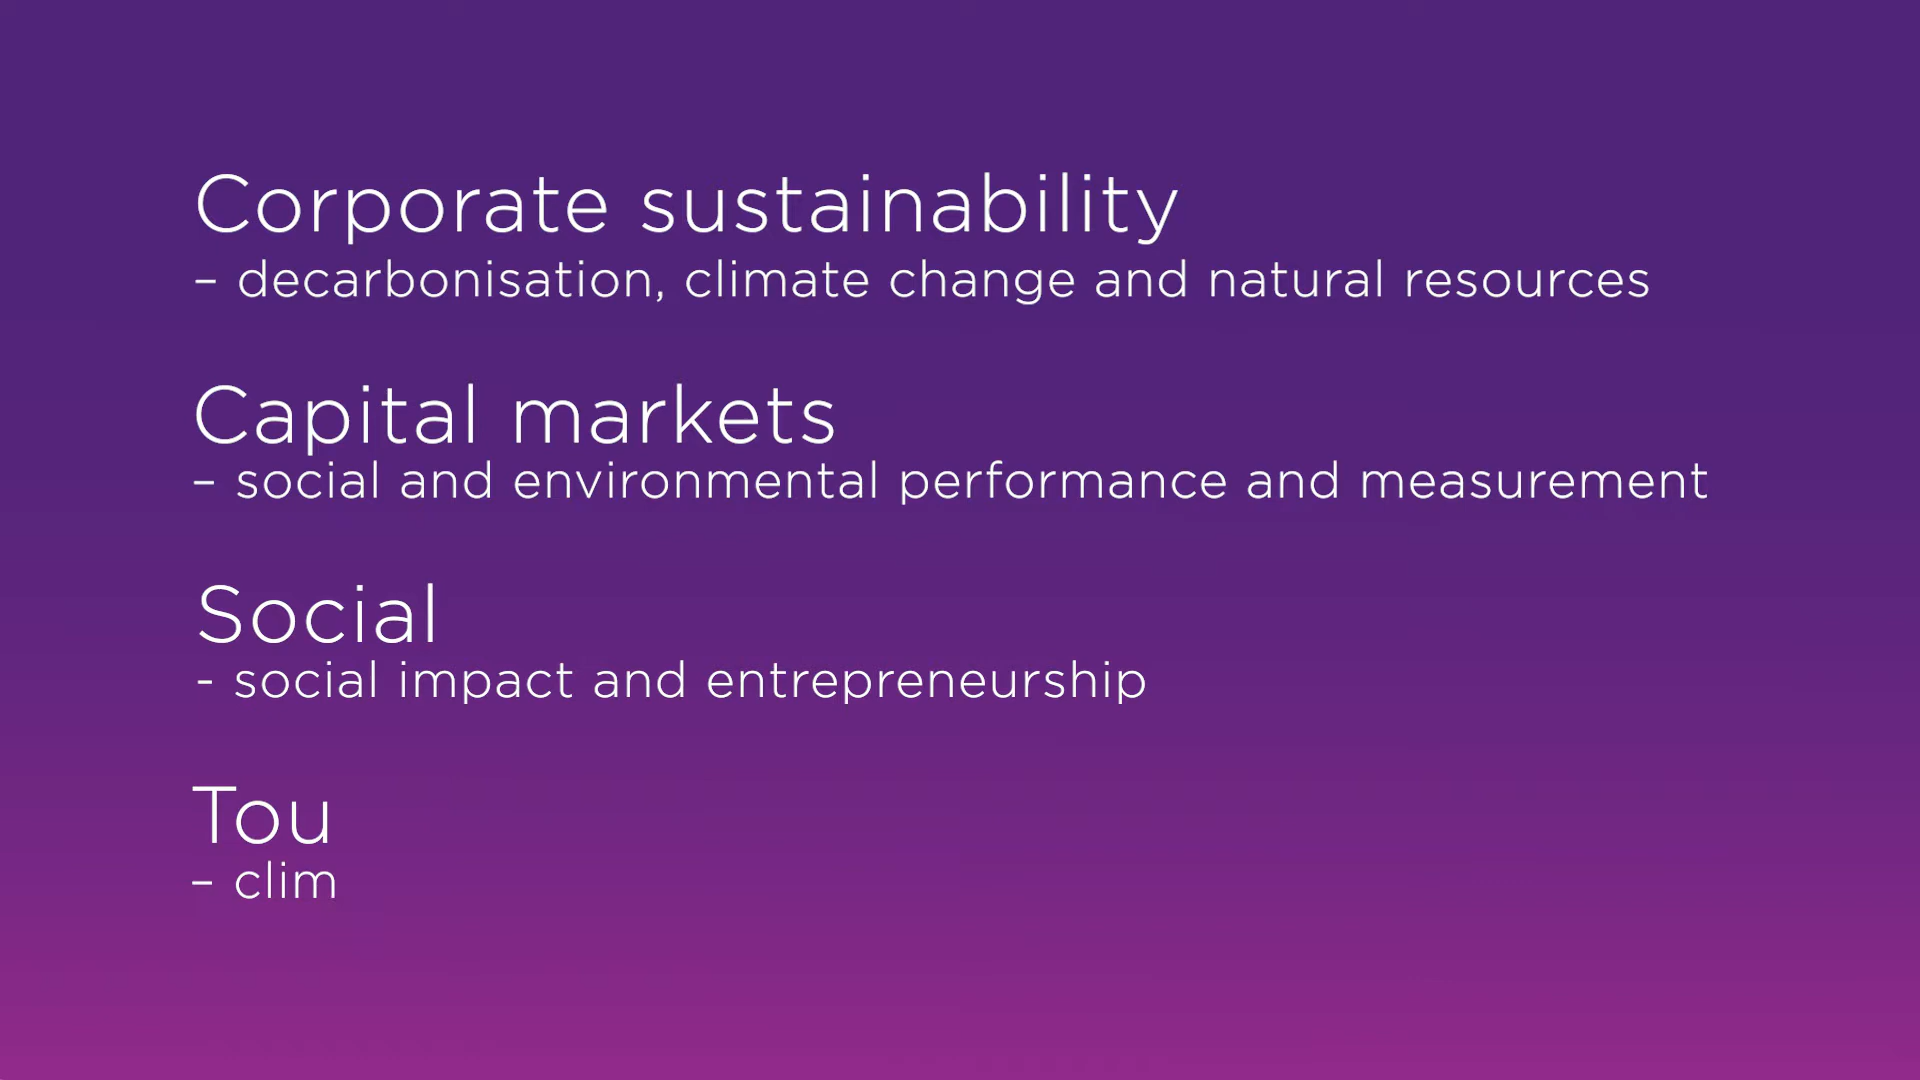 Corporate sustainability
– decarbonisation, climate change and natural resources
Capital markets
– social and environmental performance and measurement
Social
- social impact and entrepreneurship
Tou
– clim